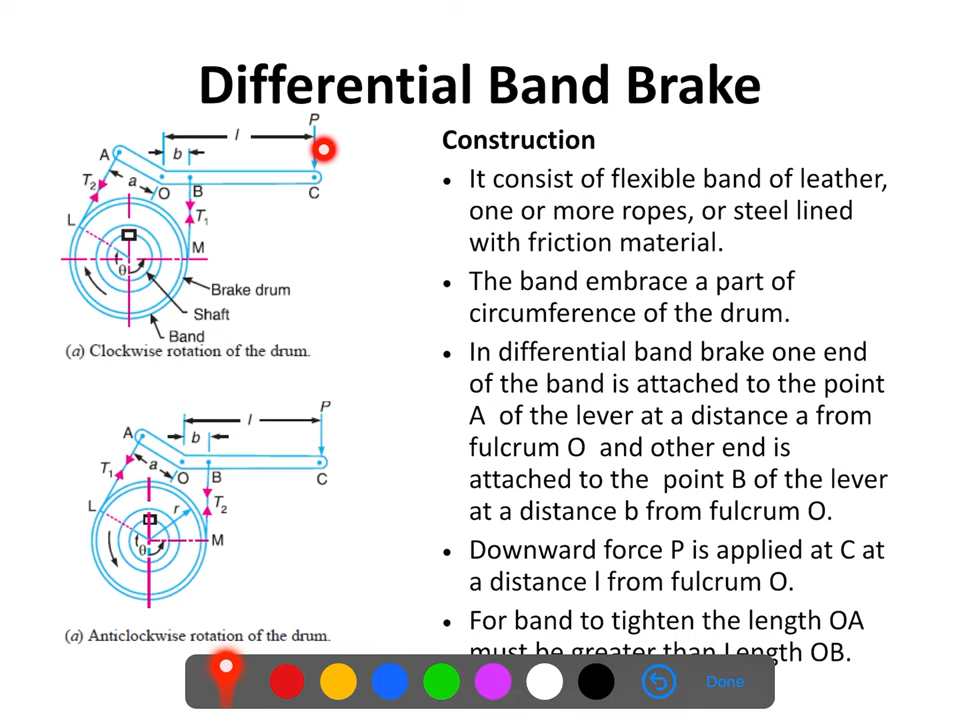 Differential Band Brake
P
l
A
b
T2
a
O
B
C
T1
L
M
θ
Brake drum
Shaft
Band
(a) Clockwise rotation of the drum.
P
l
A
b
T1
a
O
B
C
T2
L
r
M
θ
(a) Anticlockwise rotation of the drum.
Construction
• It consist of flexible band of leather,
one or more ropes, or steel lined
with friction material.
• The band embrace a part of
circumference of the drum.
• In differential band brake one end
of the band is attached to the point
A of the lever at a distance a from
fulcrum O and other end is
attached to the point B of the lever
at a distance b from fulcrum O.
• Downward force P is applied at C at
a distance l from fulcrum O.
• For band to tighten the length OA
must be greater than Length OB.
Done